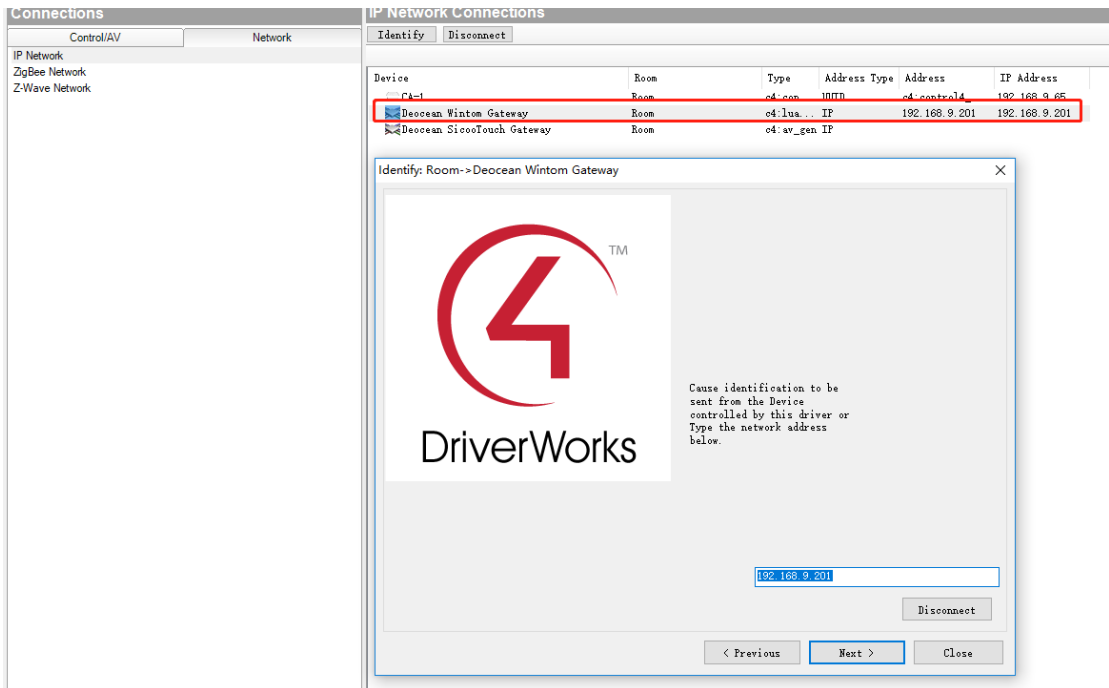 Connections
IP Network Connections
Control/AV
Network
Identify
Disconnect
IP Network
ZigBee Network
Z-Wave Network
Device Room Type Address Type Address IP Address
CA-1 Room c4:con... UUID c4:control4_... 192.168.9.65
Deocean Wintom Gateway Room c4:lua... IP 192.168.9.201 192.168.9.201
Deocean SicooTouch Gateway Room c4:av_gen IP
Identify: Room->Deocean Wintom Gateway
4
TM
DriverWorks
Cause identification to be
sent from the Device
controlled by this driver or
Type the network address
below.
192.168.9.201
Disconnect
< Previous
Next >
Close